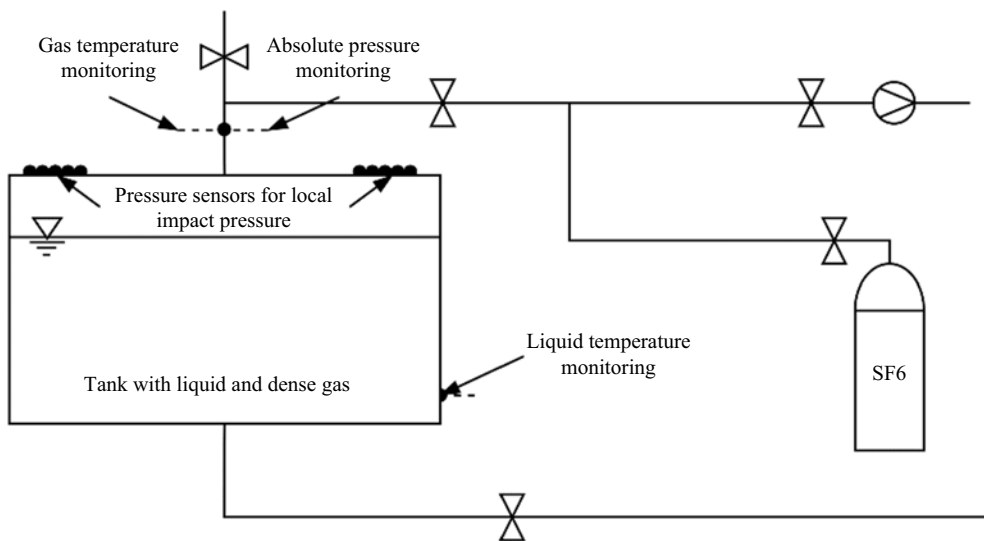 Gas temperature
monitoring
Absolute pressure
monitoring
Pressure sensors for local
impact pressure
Liquid temperature
monitoring
Tank with liquid and dense gas
SF6